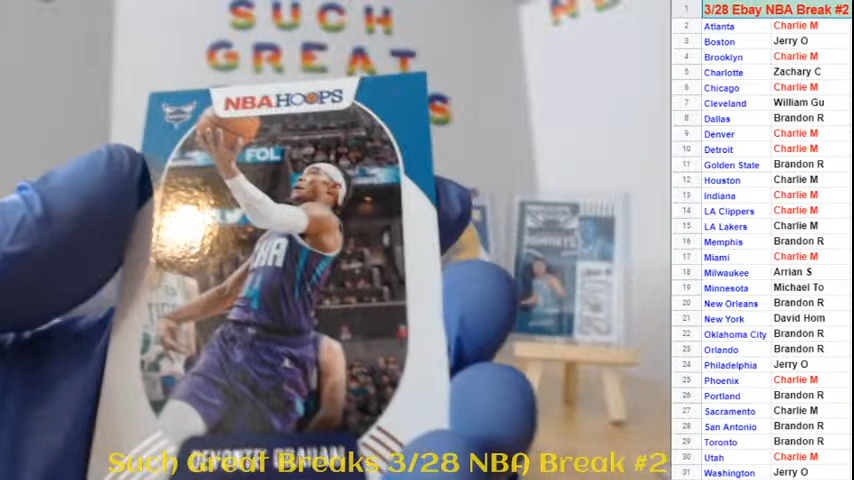 SUCH
GREAT
S
NBA HOOPS
FOL
Such Great Breaks 3/28 NBA Break #2
1 3/28 Ebay NBA Break #2
2 Atlanta Charlie M
3 Boston Jerry O
4 Brooklyn Charlie M
5 Charlotte Zachary C
6 Chicago Charlie M
7 Cleveland William Gu
8 Dallas Brandon R
9 Denver Charlie M
10 Detroit Charlie M
11 Golden State Brandon R
12 Houston Charlie M
13 Indiana Charlie M
14 LA Clippers Charlie M
15 LA Lakers Charlie M
16 Memphis Brandon R
17 Miami Charlie M
18 Milwaukee Arrian S
19 Minnesota Michael To
20 New Orleans Brandon R
21 New York David Hom
22 Oklahoma City Brandon R
23 Orlando Brandon R
24 Philadelphia Jerry O
25 Phoenix Charlie M
26 Portland Brandon R
27 Sacramento Charlie M
28 San Antonio Brandon R
29 Toronto Brandon R
30 Utah Charlie M
31 Washington Jerry O